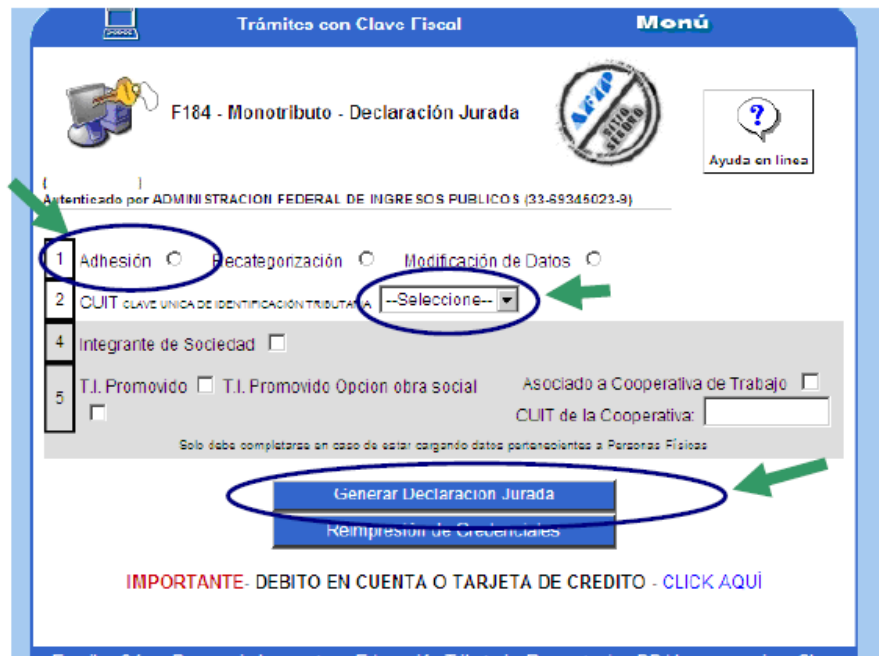 Trámites con Clave Fiscal Menú
F184 - Monotributo - Declaración Jurada
AFIP
SITIO SEGURO
?
Ayuda en línea
( )
Autenticado por ADMINISTRACION FEDERAL DE INGRESOS PUBLICOS (33-69345023-9)
1 Adhesión Recategorización Modificación de Datos
2 CUIT CLAVE UNICA DE IDENTIFICACIÓN TRIBUTARIA --Seleccione--
4 Integrante de Sociedad
5 T.I. Promovido T.I. Promovido Opcion obra social Asociado a Cooperativa de Trabajo
CUIT de la Cooperativa:
Solo debe completarse en caso de estar cargando datos pertenecientes a Personas Físicas
Generar Declaracion Jurada
Reimpresión de Credenciales
IMPORTANTE- DEBITO EN CUENTA O TARJETA DE CREDITO - CLICK AQUÌ